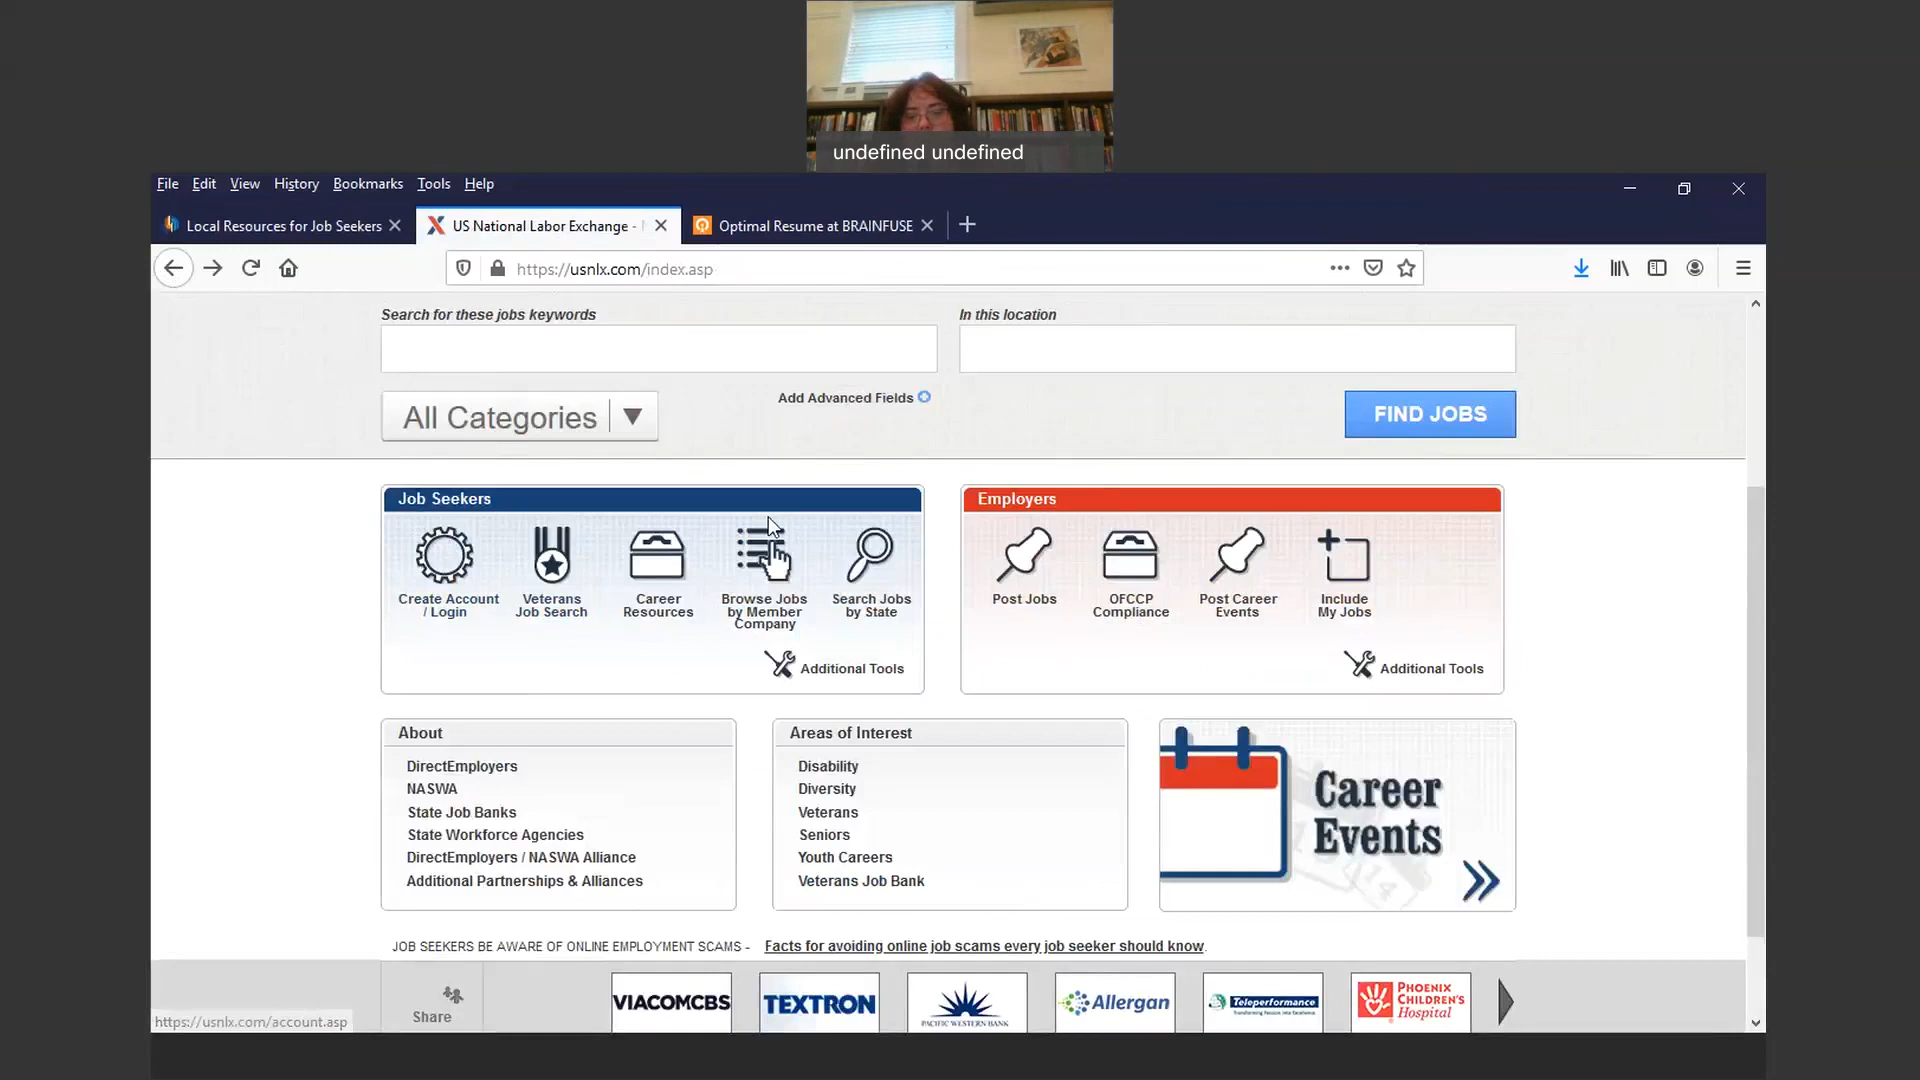 undefined undefined
File Edit View History Bookmarks Tools Help
Local Resources for Job Seekers
US National Labor Exchange -
Optimal Resume at BRAINFUSE
https://usnlx.com/index.asp
Search for these jobs keywords
In this location
All Categories
Add Advanced Fields
FIND JOBS
Job Seekers
Create Account
/ Login
Veterans
Job Search
Career
Resources
Browse Jobs
by Member
Company
Search Jobs
by State
Additional Tools
Employers
Post Jobs
OFCCP
Compliance
Post Career
Events
Include
My Jobs
Additional Tools
About
DirectEmployers
NASWA
State Job Banks
State Workforce Agencies
DirectEmployers / NASWA Alliance
Additional Partnerships & Alliances
Areas of Interest
Disability
Diversity
Veterans
Seniors
Youth Careers
Veterans Job Bank
Career
Events
14
JOB SEEKERS BE AWARE OF ONLINE EMPLOYMENT SCAMS - Facts for avoiding online job scams every job seeker should know.
Share
VIACOMCBS
TEXTRON
PACIFIC WESTERN BANK
Allergan
Teleperformance
PHOENIX
CHILDREN'S
Hospital
https://usnlx.com/account.asp